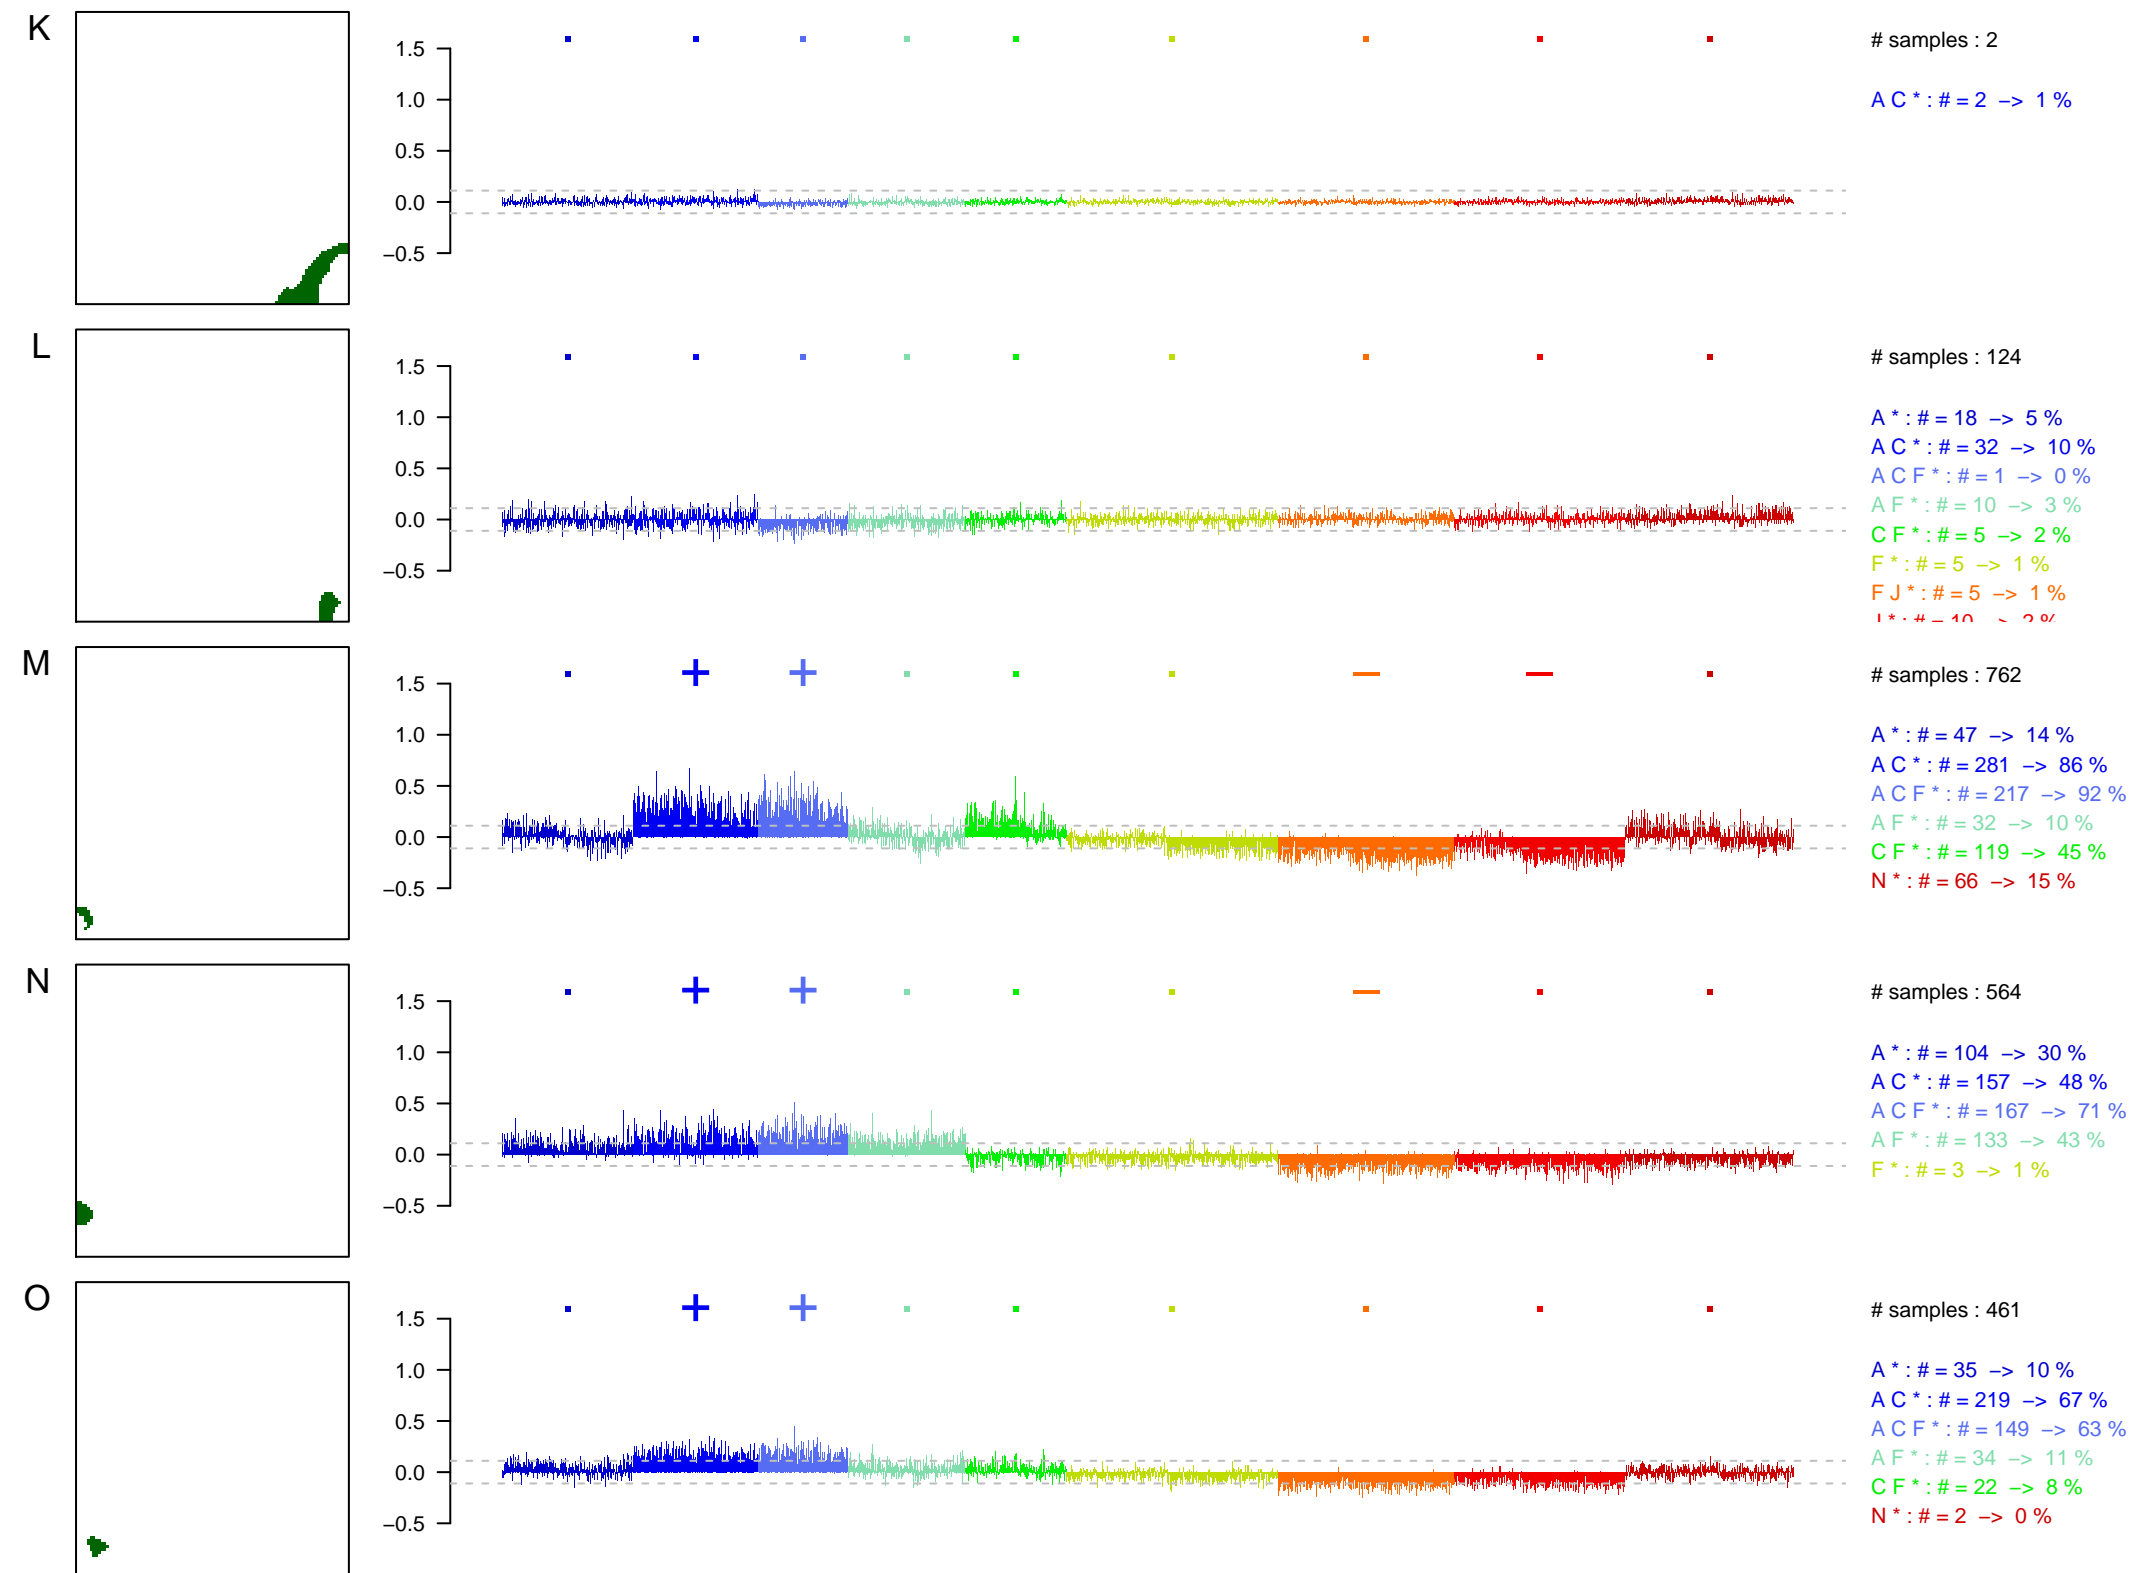 K
1.5
1.0
0.5
0.0
−0.5
# samples : 2
A C * : # = 2 −> 1 %
L
1.5
1.0
0.5
0.0
−0.5
# samples : 124
A * : # = 18 −> 5 %
A C * : # = 32 −> 10 %
A C F * : # = 1 −> 0 %
A F * : # = 10 −> 3 %
C F * : # = 5 −> 2 %
F * : # = 5 −> 1 %
F J * : # = 5 −> 1 %
J * : # = 10 −> 2 %
M
1.5
1.0
0.5
0.0
−0.5
# samples : 762
A * : # = 47 −> 14 %
A C * : # = 281 −> 86 %
A C F * : # = 217 −> 92 %
A F * : # = 32 −> 10 %
C F * : # = 119 −> 45 %
N * : # = 66 −> 15 %
N
1.5
1.0
0.5
0.0
−0.5
# samples : 564
A * : # = 104 −> 30 %
A C * : # = 157 −> 48 %
A C F * : # = 167 −> 71 %
A F * : # = 133 −> 43 %
F * : # = 3 −> 1 %
O
1.5
1.0
0.5
0.0
−0.5
# samples : 461
A * : # = 35 −> 10 %
A C * : # = 219 −> 67 %
A C F * : # = 149 −> 63 %
A F * : # = 34 −> 11 %
C F * : # = 22 −> 8 %
N * : # = 2 −> 0 %